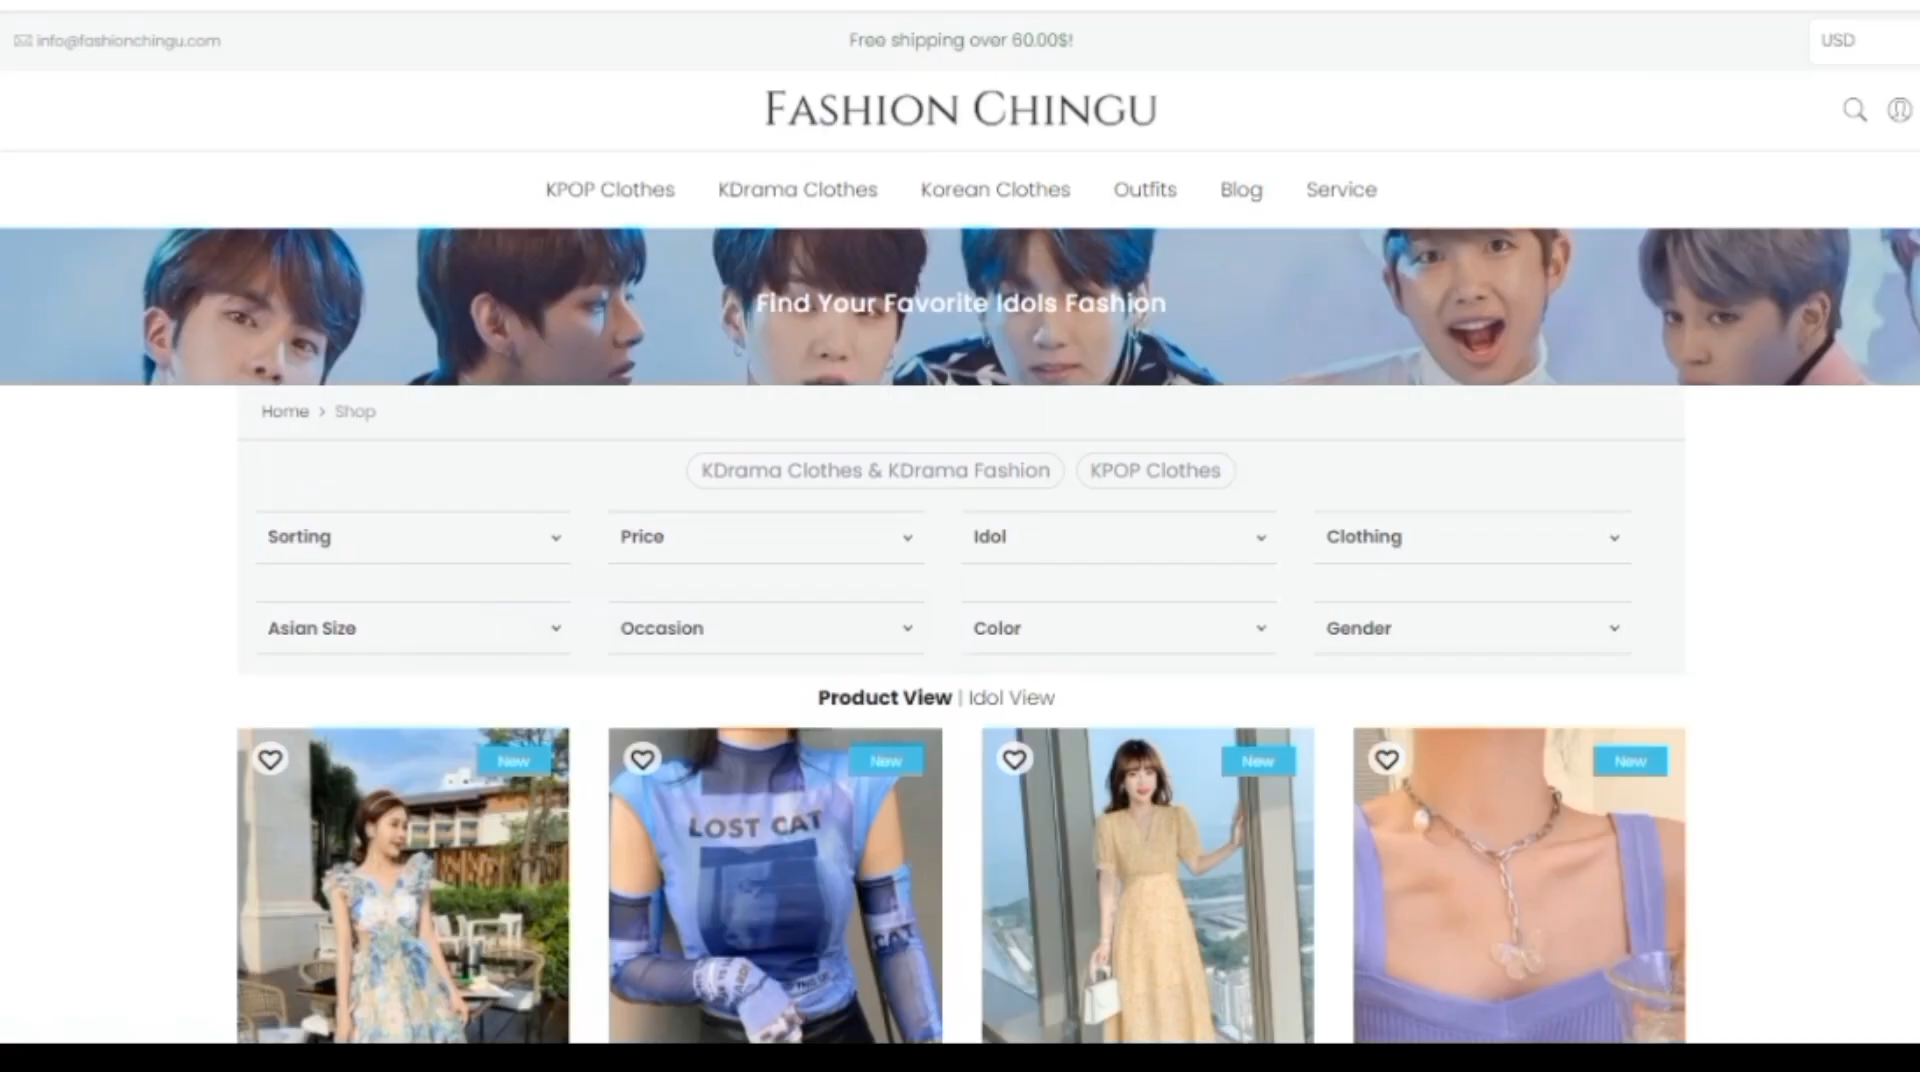 info@fashionchingu.com
Free shipping over 60.00$!
USD
FASHION CHINGU
KPOP Clothes
KDrama Clothes
Korean Clothes
Outfits
Blog
Service
Find Your Favorite Idols Fashion
Home > Shop
KDrama Clothes & KDrama Fashion
KPOP Clothes
Sorting
Price
Idol
Clothing
Asian Size
Occasion
Color
Gender
Product View | Idol View
New
New
New
New
LOST CAT
CAT